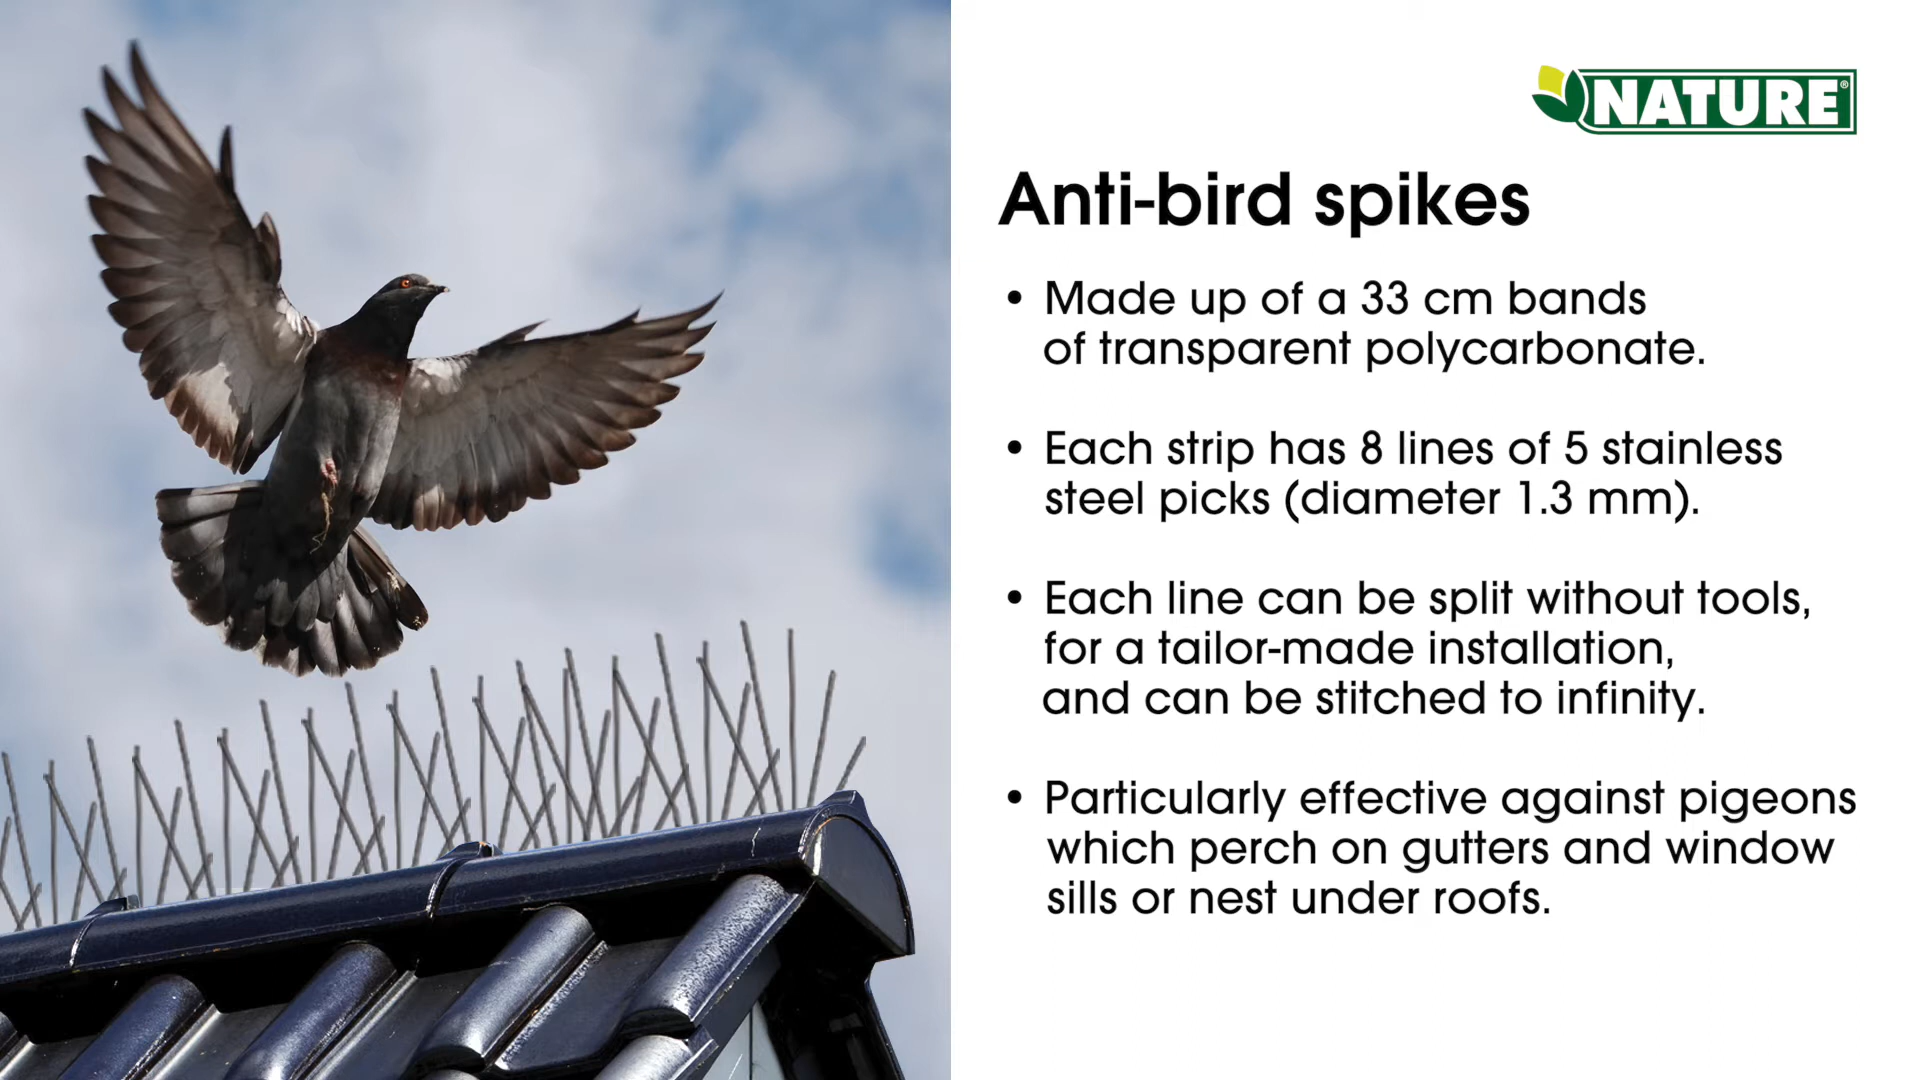 NATURE®
Anti-bird spikes
• Made up of a 33 cm bands
of transparent polycarbonate.
• Each strip has 8 lines of 5 stainless
steel picks (diameter 1.3 mm).
• Each line can be split without tools,
for a tailor-made installation,
and can be stitched to infinity.
• Particularly effective against pigeons
which perch on gutters and window
sills or nest under roofs.